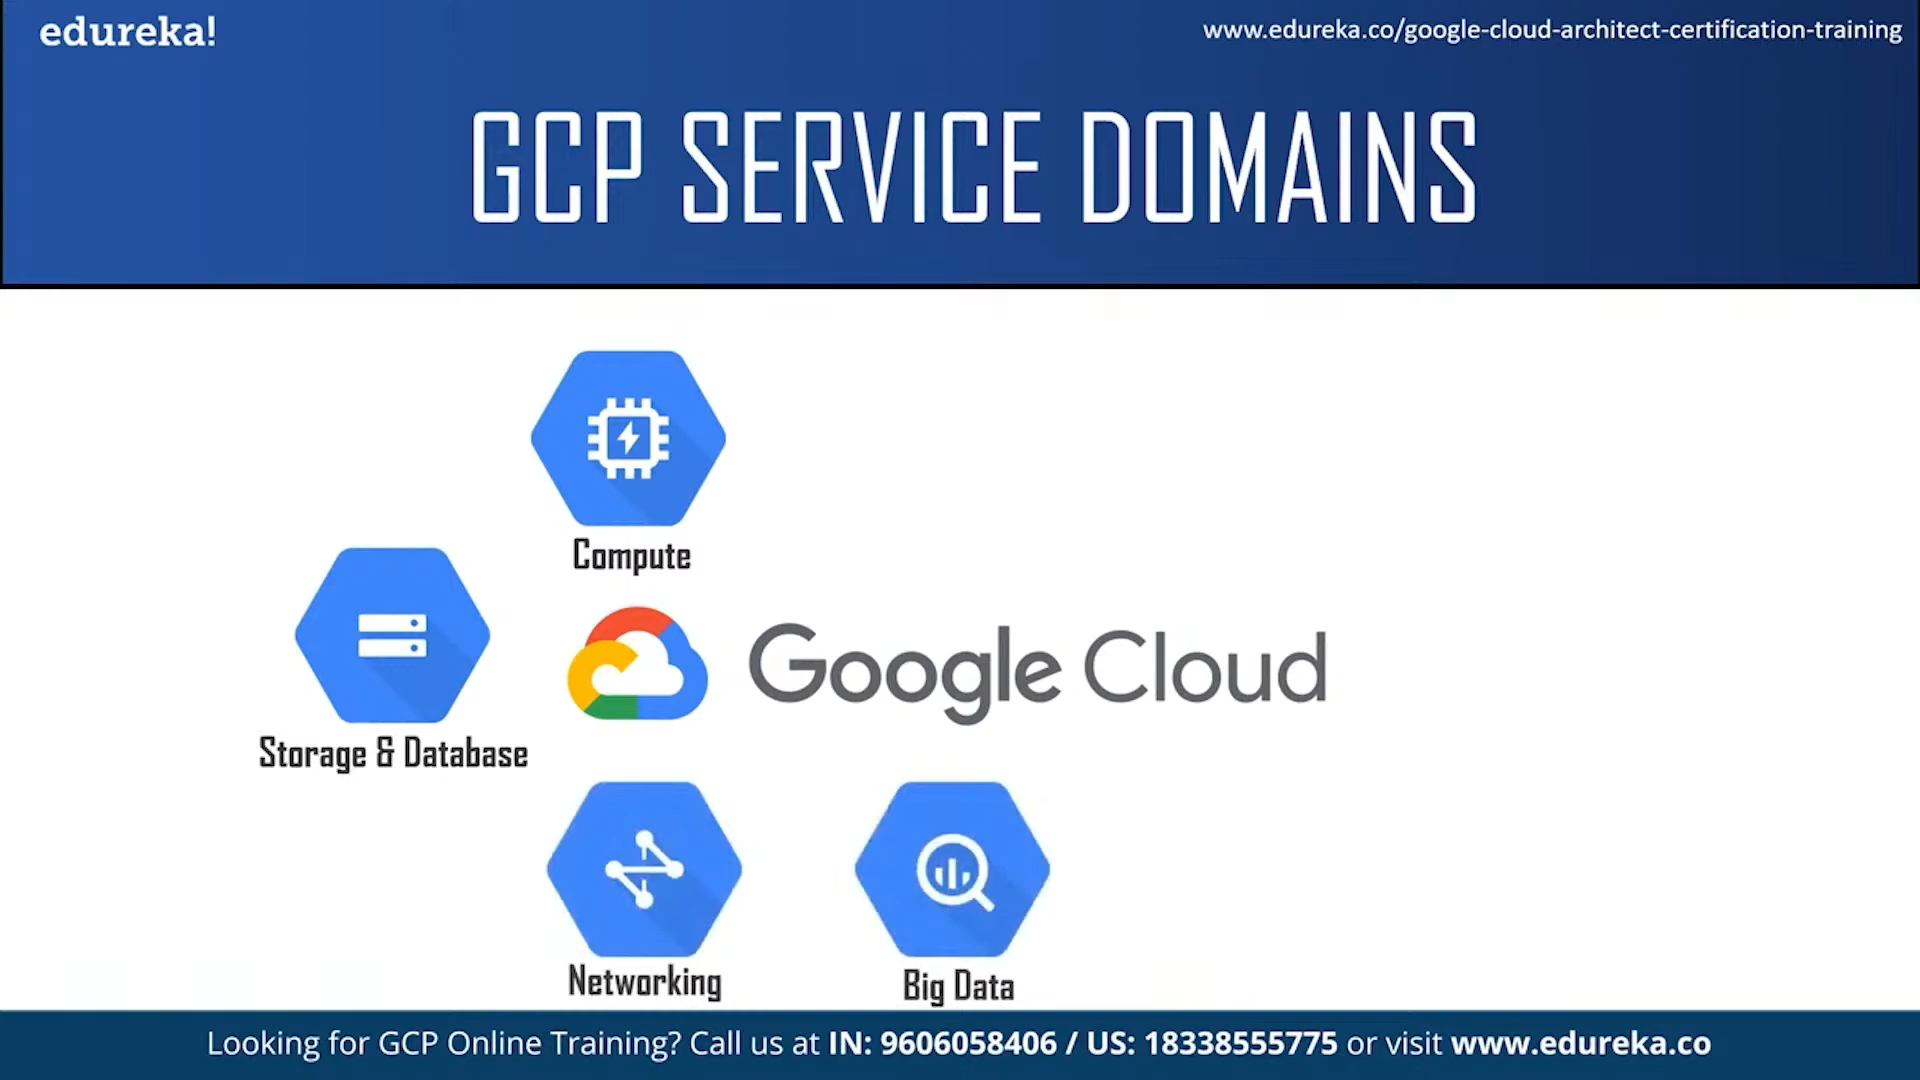 edureka!
www.edureka.co/google-cloud-architect-certification-training
GCP SERVICE DOMAINS
Compute
Storage & Database
Google Cloud
Networking
Big Data
Looking for GCP Online Training? Call us at IN: 9606058406 / US: 18338555775 or visit www.edureka.co